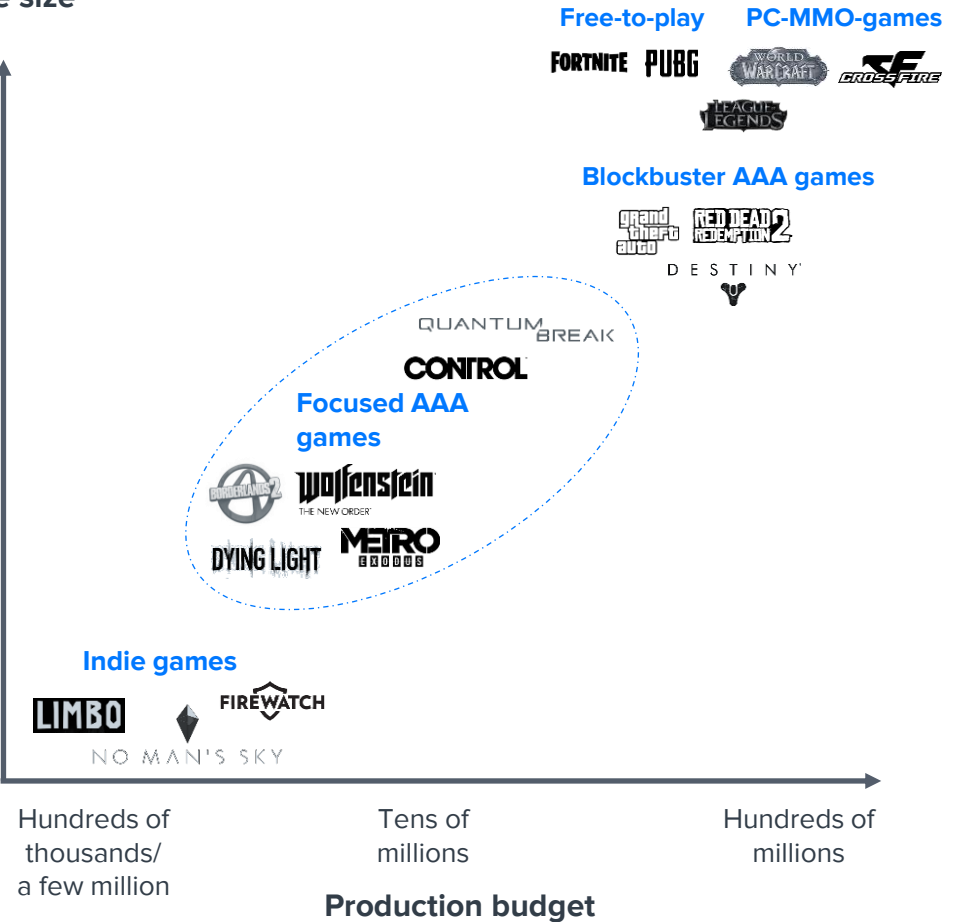 e size
Free-to-play PC-MMO-games
FORTNITE PUBG WORLD WARCRAFT CROSSFIRE
LEAGUE LEGENDS
Blockbuster AAA games
grand theft auto RED DEAD REDEMPTION 2
DESTINY
QUANTUM BREAK
CONTROL
Focused AAA
games
BORDERLANDS 2 Wolfenstein
THE NEW ORDER
DYING LIGHT METRO
EXODUS
Indie games
LIMBO FIREWATCH
NO MAN'S SKY
Hundreds of Tens of Hundreds of
thousands/ millions millions
a few million
Production budget